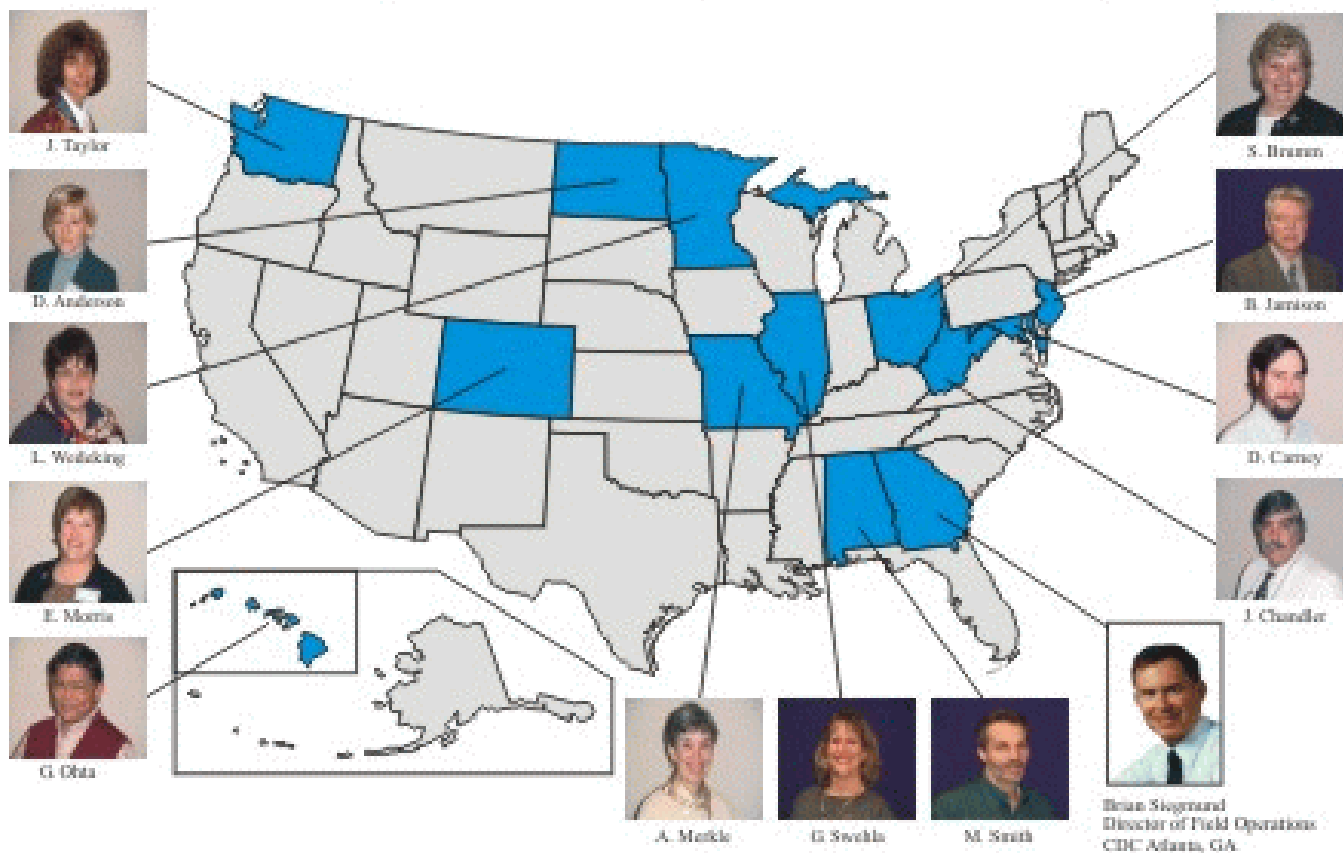 J. Taylor
D. Anderson
L. Wedeking
E. Morris
G. Ohta
A. Merkle
G. Swehla
M. Smith
S. Brumm
B. Jamison
D. Carney
J. Chandler
Brian Siegmund
Director of Field Operations
CDC Atlanta, GA